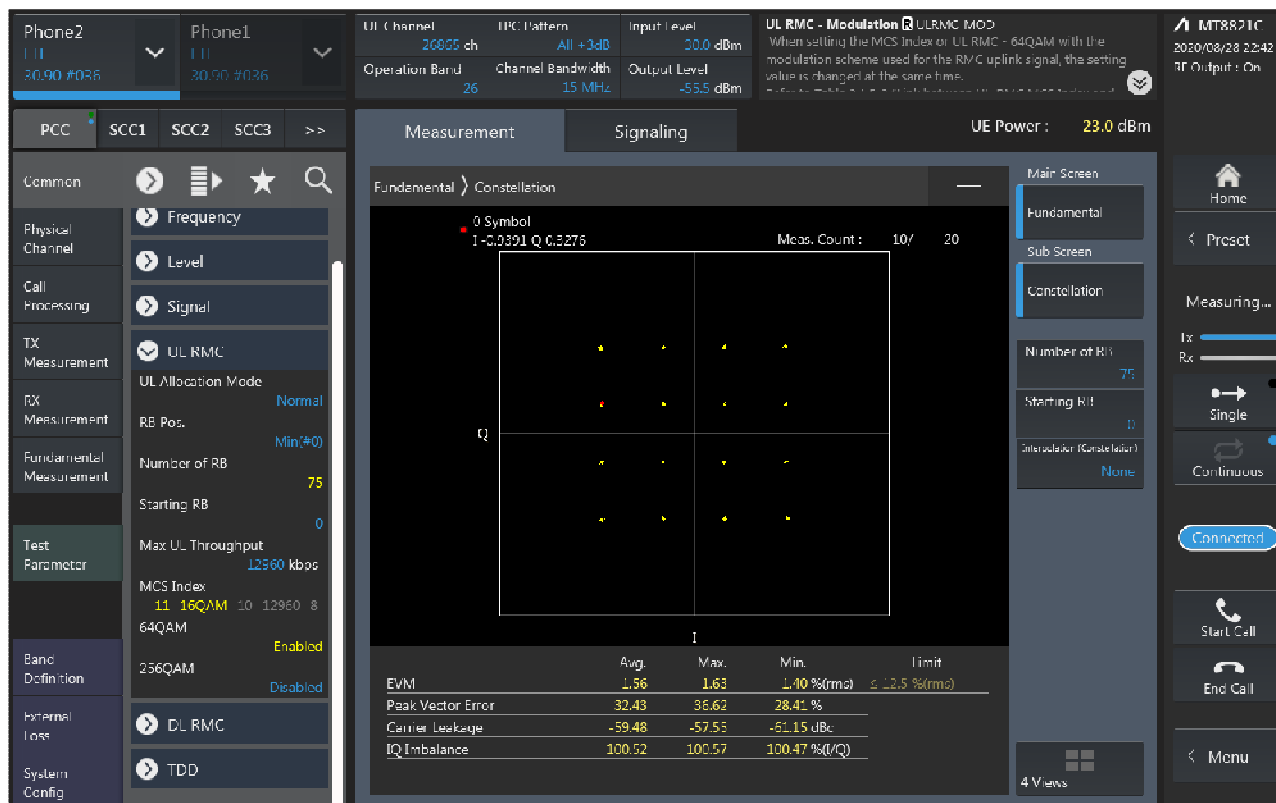 Phone2
30.90 #036
Phone1
30.90 #036
UL Channel
26865 ch
TPC Pattern
All +3dB
Input Level
30.0 dBm
Operation Band
26
Channel Bandwidth
15 MHz
Output Level
-55.5 dBm
UL RMC - Modulation R ULRMC_MOD
When setting the MCS Index or UL RMC - 64QAM with the
modulation scheme used for the RMC uplink signal, the setting
value is changed at the same time.
MT8821C
2020/08/28 22:42
RF Output : On
PCC
SCC1
SCC2
SCC3
>>
Measurement
Signaling
UE Power : 23.0 dBm
Common
Physical
Channel
Call
Processing
TX
Measurement
RX
Measurement
Fundamental
Measurement
Test
Parameter
Band
Definition
External
Loss
System
Config
Frequency
Level
Signal
UL RMC
UL Allocation Mode
Normal
RB Pos.
Min(#0)
Number of RB
75
Starting RB
0
Max UL Throughput
12960 kbps
MCS Index
11 16QAM 10 12960 8
64QAM
Enabled
256QAM
Disabled
DL RMC
TDD
Fundamental > Constellation
0 Symbol
I -0.9391 Q 0.3276
Meas. Count : 10/ 20
Q
I
Avg. Max. Min. Limit
EVM 1.56 1.63 1.40 %(rms) ≤ 12.5 %(rms)
Peak Vector Error 32.43 36.62 28.41 %
Carrier Leakage -59.48 -57.55 -61.15 dBc
IQ Imbalance 100.52 100.57 100.47 %(I/Q)
Main Screen
Fundamental
Sub Screen
Constellation
Number of RB
75
Starting RB
0
Interpolation (Constellation)
None
4 Views
Home
< Preset
Measuring...
Tx
Rx
Single
Continuous
Connected
Start Call
End Call
< Menu